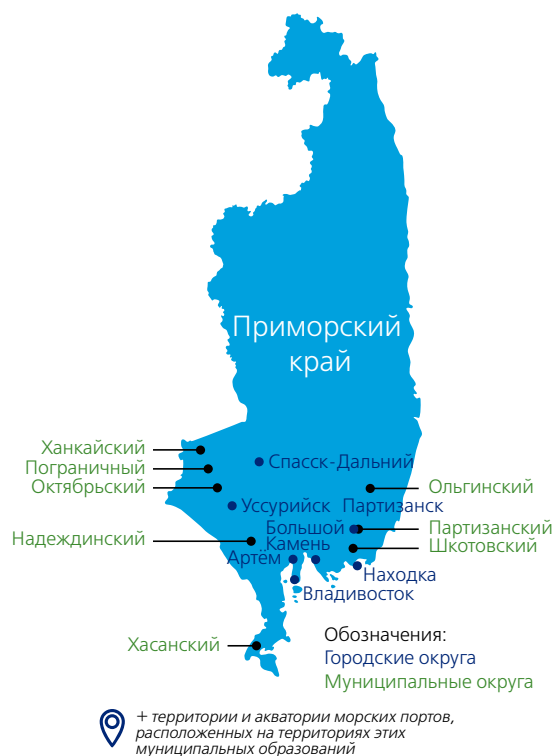 Приморский
край
Ханкайский
Пограничный
Октябрьский
Спасск-Дальний
Ольгинский
Уссурийск
Партизанск
Надеждинский
Большой
Камень
Партизанский
Шкотовский
Артём
Находка
Владивосток
Хасанский
Обозначения:
Городские округа
Муниципальные округа
+ территории и акватории морских портов,
расположенных на территориях этих
муниципальных образований